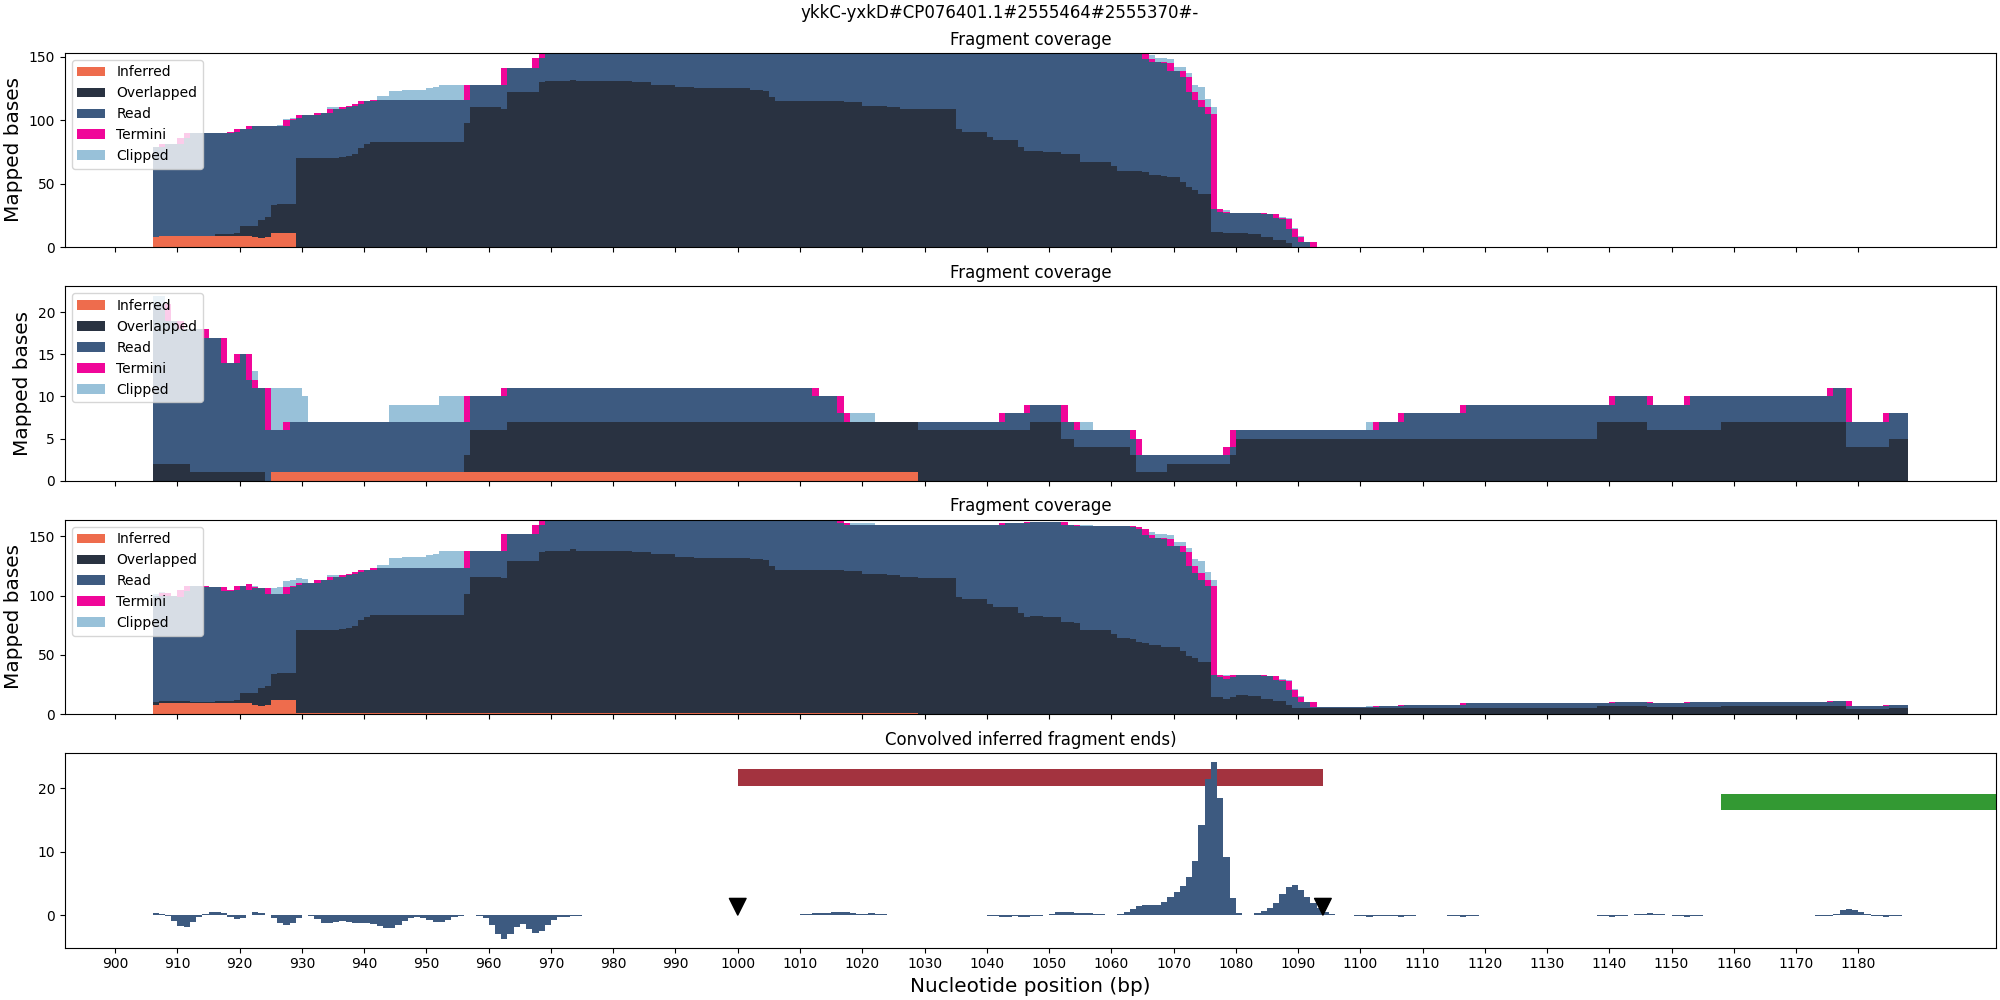 ykkC-yxkD#CP076401.1#2555464#2555370#-
Fragment coverage
Mapped bases
150
100
50
0
Inferred
Overlapped
Read
Termini
Clipped
Fragment coverage
Mapped bases
20
15
10
5
0
Inferred
Overlapped
Read
Termini
Clipped
Fragment coverage
Mapped bases
150
100
50
0
Inferred
Overlapped
Read
Termini
Clipped
Convolved inferred fragment ends)
20
10
0
900 910 920 930 940 950 960 970 980 990 1000 1010 1020 1030 1040 1050 1060 1070 1080 1090 1100 1110 1120 1130 1140 1150 1160 1170 1180
Nucleotide position (bp)